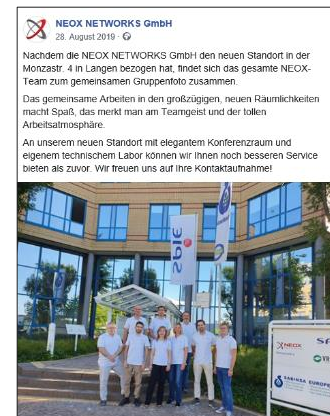 NEOX NETWORKS GmbH
28. August 2019 ·
Nachdem die NEOX NETWORKS GmbH den neuen Standort in der
Monzastr. 4 in Langen bezogen hat, findet sich das gesamte NEOX-
Team zum gemeinsamen Gruppenfoto zusammen.
Das gemeinsame Arbeiten in den großzügigen, neuen Räumlichkeiten
macht Spaß, das merkt man am Teamgeist und der tollen
Arbeitsatmosphäre.
An unserem neuen Standort mit elegantem Konferenzraum und
eigenem technischem Labor können wir Ihnen noch besseren Service
bieten als zuvor. Wir freuen uns auf Ihre Kontaktaufnahme!
SPIE
NEOX